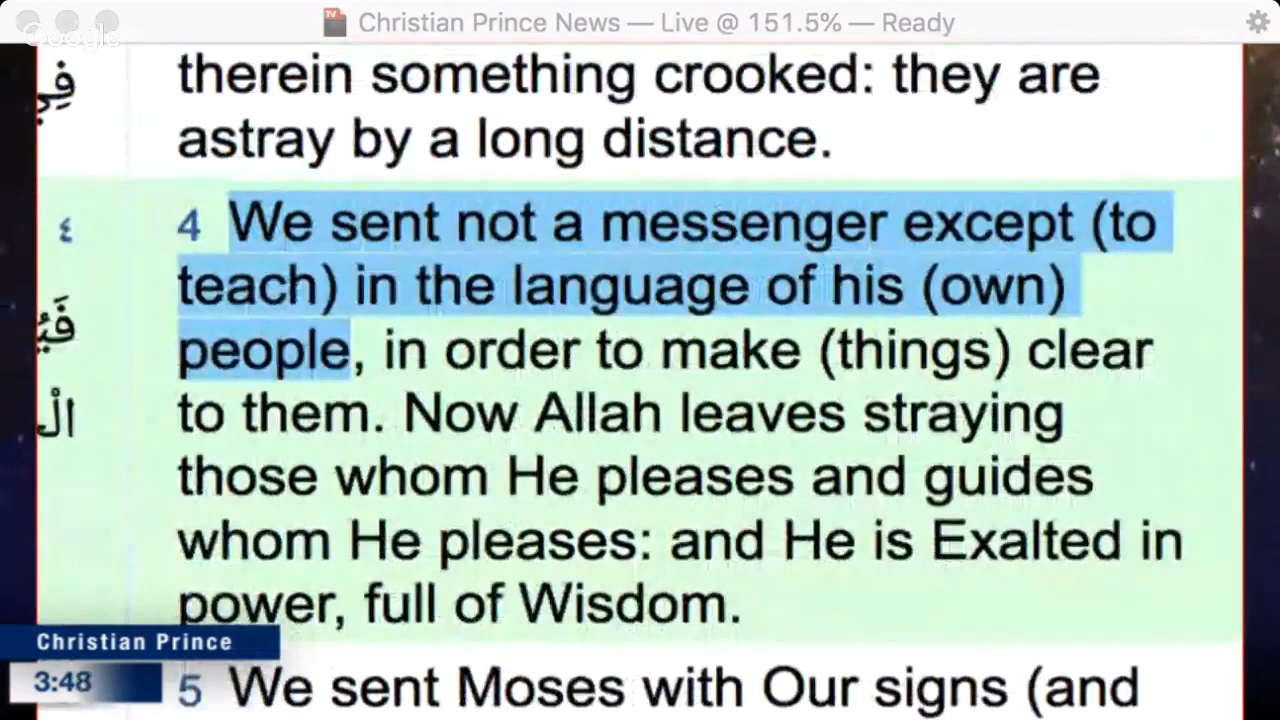 Christian Prince News — Live @ 151.5% — Ready
Google
therein something crooked: they are
astray by a long distance.
٤
4 We sent not a messenger except (to
teach) in the language of his (own)
people, in order to make (things) clear
to them. Now Allah leaves straying
those whom He pleases and guides
whom He pleases: and He is Exalted in
power, full of Wisdom.
Christian Prince
3:48
5 We sent Moses with Our signs (and